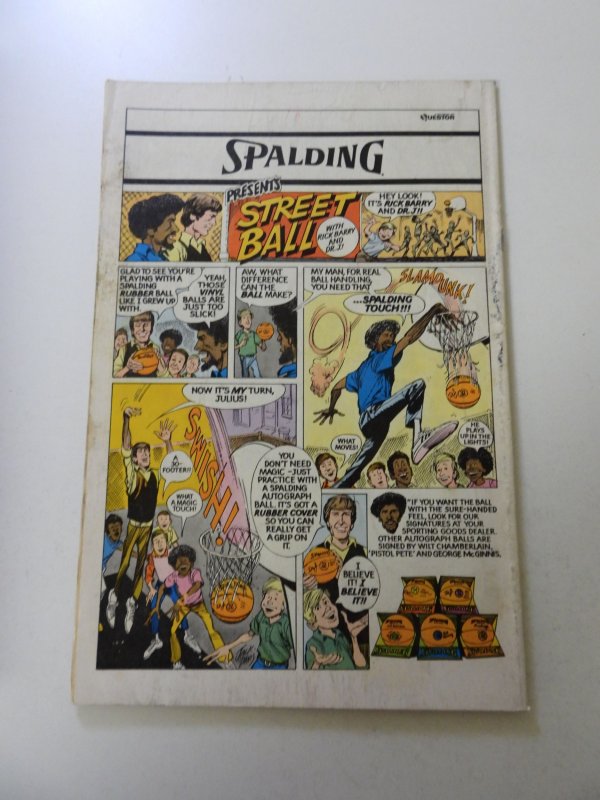 QUESTOR
SPALDING
PRESENTS
STREET
BALL
WITH
RICK BARRY
AND
DR. J!
HEY LOOK!
IT'S RICK BARRY
AND DR. J!!
GLAD TO SEE YOU'RE
PLAYING WITH A
SPALDING
RUBBER BALL
LIKE I GREW UP
WITH.
YEAH,
THOSE
VINYL
BALLS ARE
JUST TOO
SLICK!
AW, WHAT
DIFFERENCE
CAN THE
BALL MAKE?
MY MAN, FOR REAL
BALL HANDLING,
YOU NEED THAT
...SPALDING
TOUCH!!!
SLAM DUNK!
WHAT
MOVES!
HE
PLAYS
UP IN THE
LIGHTS!
NOW IT'S MY TURN,
JULIUS!
SWISH!
A
30-
FOOTER!!
WHAT
A MAGIC
TOUCH!
YOU
DON'T NEED
MAGIC-JUST
PRACTICE WITH
A SPALDING
AUTOGRAPH
BALL. IT'S GOT A
RUBBER COVER
SO YOU CAN
REALLY GET
A GRIP ON
IT.
"IF YOU WANT THE BALL
WITH THE SURE-HANDED
FEEL, LOOK FOR OUR
SIGNATURES AT YOUR
SPORTING GOODS DEALER.
OTHER AUTOGRAPH BALLS ARE
SIGNED BY WILT CHAMBERLAIN,
'PISTOL PETE' AND GEORGE McGINNIS.
I
BELIEVE
IT! I
BELIEVE
IT!!
SPALDING
SPALDING
SPALDING